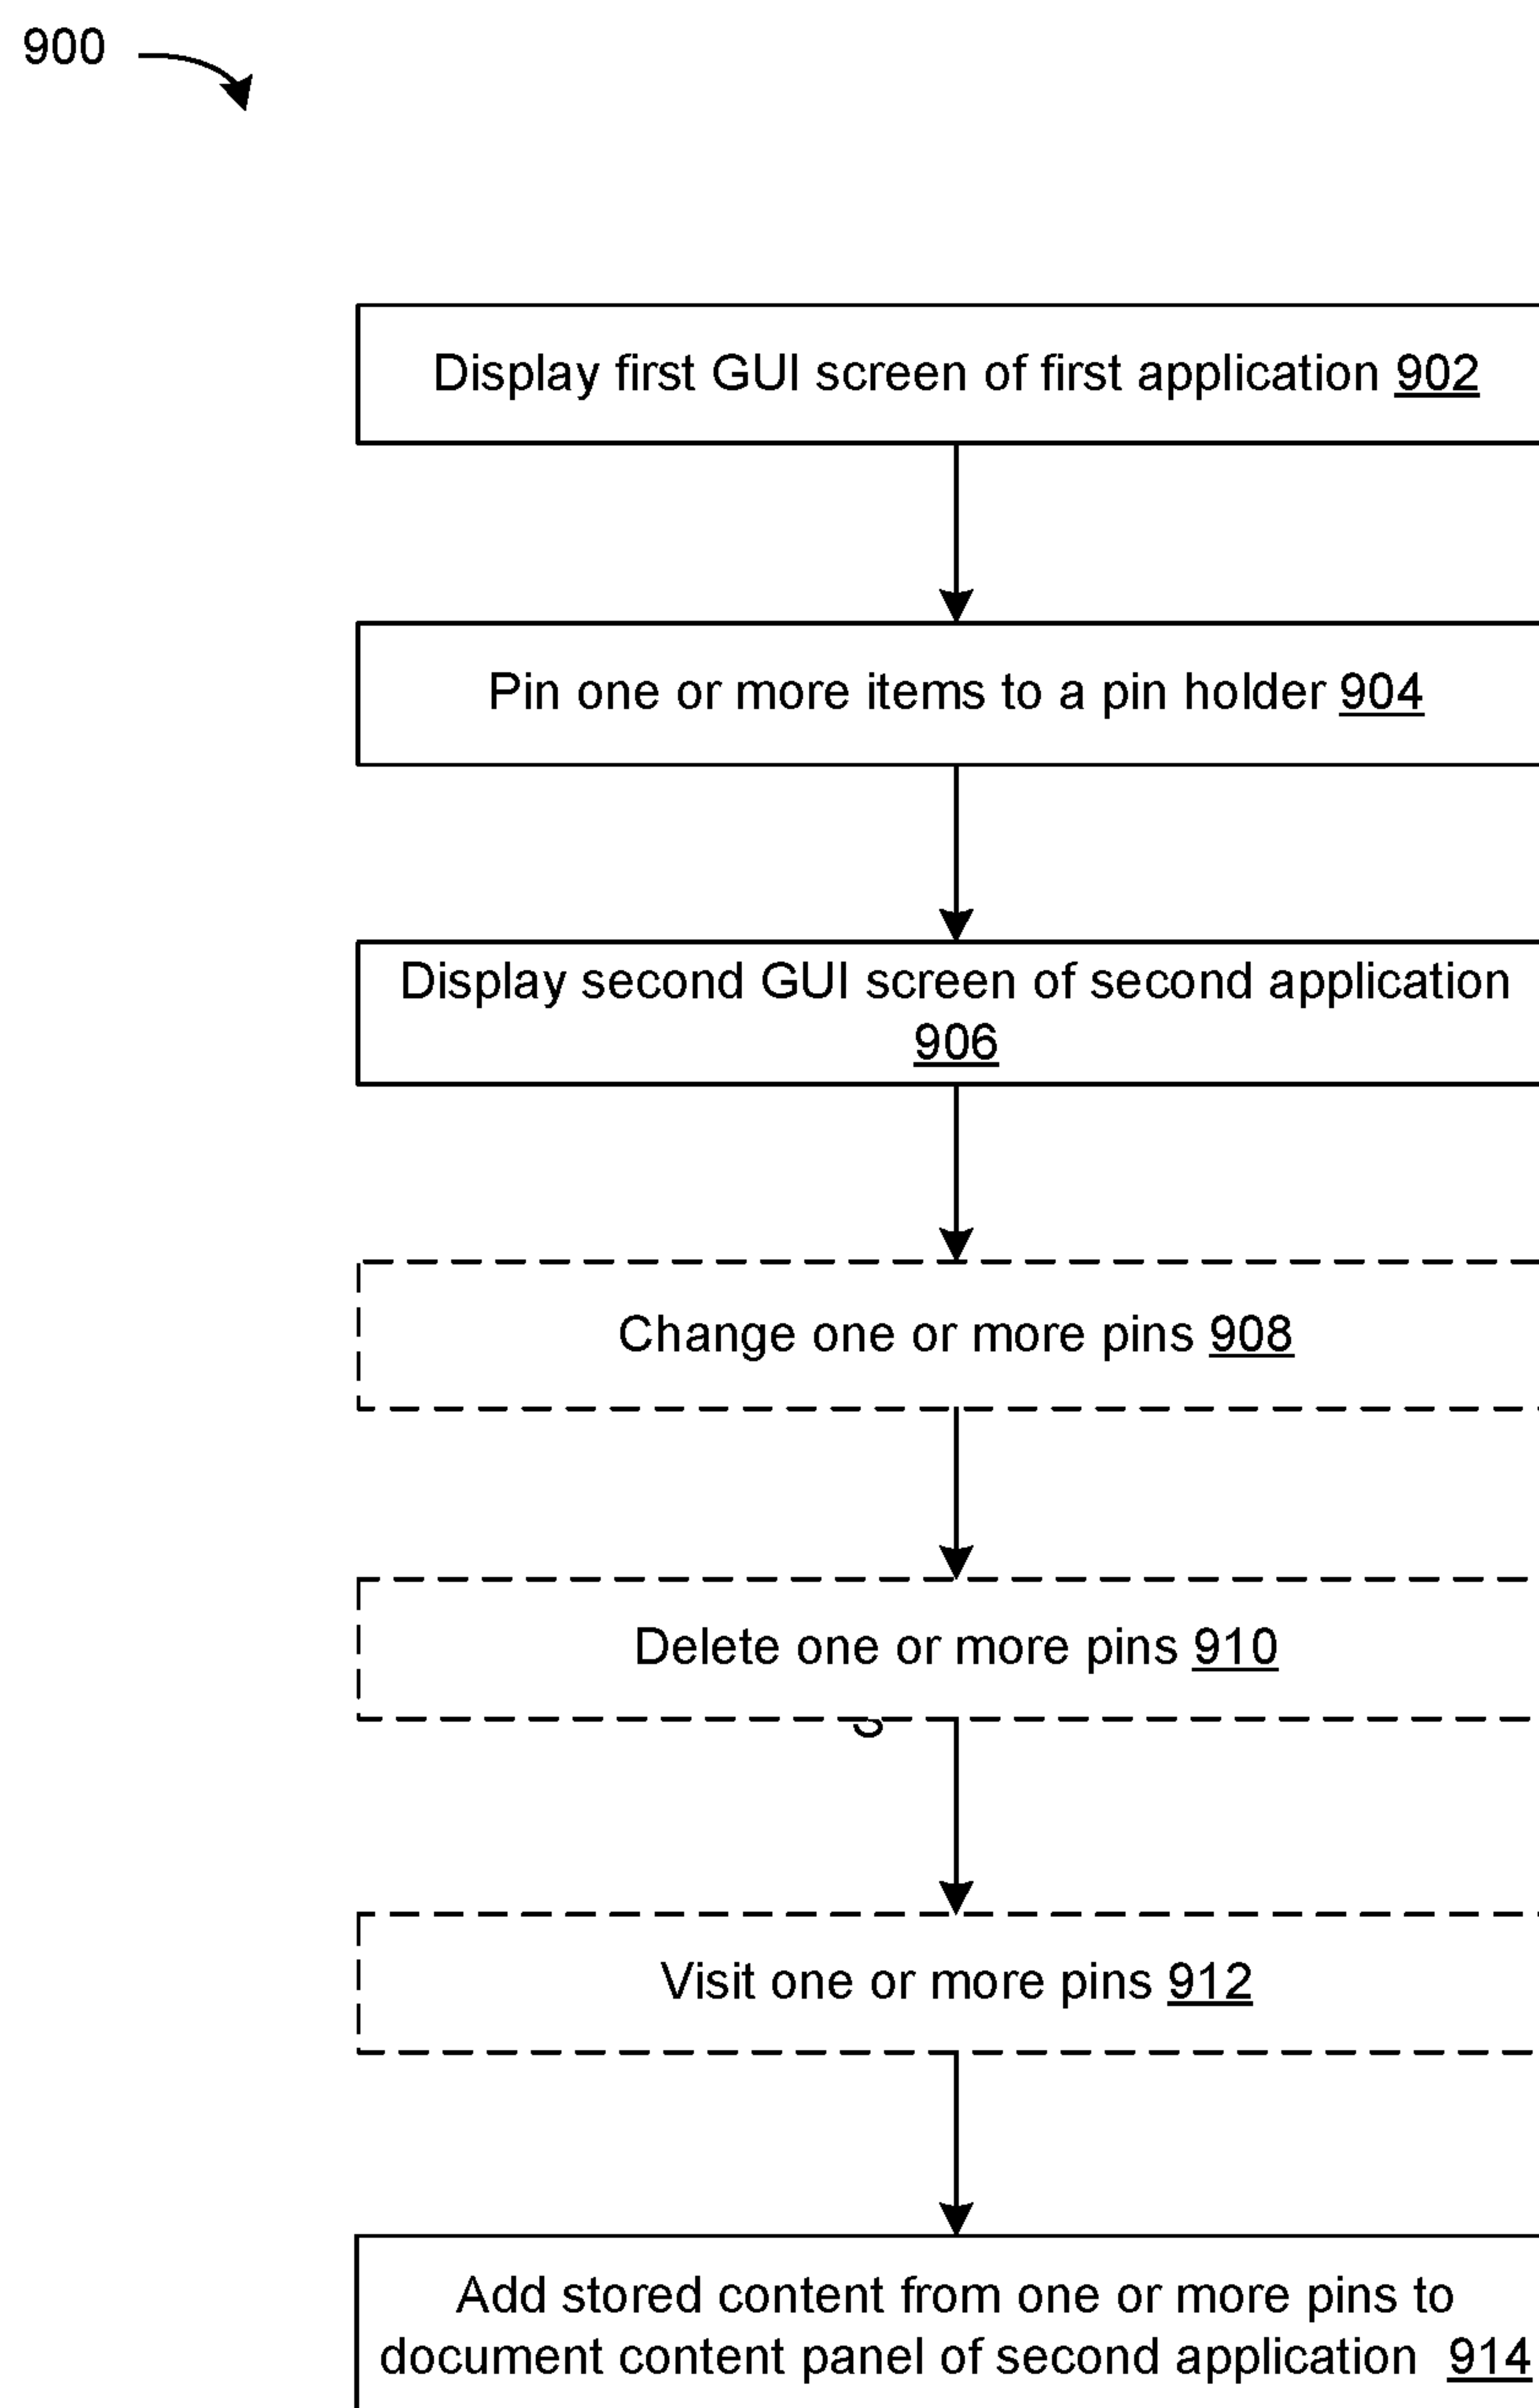 900
Display first GUI screen of first application 902
Pin one or more items to a pin holder 904
Display second GUI screen of second application
906
Change one or more pins 908
Delete one or more pins 910
Visit one or more pins 912
Add stored content from one or more pins to
document content panel of second application 914